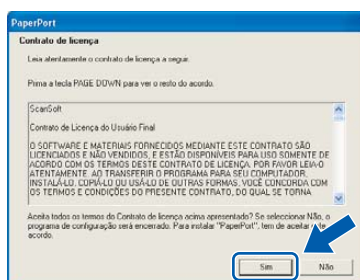 PaperPort
Contrato de licença
Leia atentamente o contrato de licença a seguir.
Prima a tecla PAGE DOWN para ver o resto do acordo.
ScanSoft
Contrato de Licença do Usuário Final
O SOFTWARE E MATERIAIS FORNECIDOS MEDIANTE ESTE CONTRATO SÃO
LICENCIADOS E NÃO VENDIDOS, E ESTÃO DISPONÍVEIS PARA USO SOMENTE DE
ACORDO COM OS TERMOS DESTE CONTRATO DE LICENÇA. POR FAVOR LEIA-O
ATENTAMENTE. AO TRANSFERIR O PROGRAMA PARA SEU COMPUTADOR,
INSTALÁ-LO, COPIÁ-LO OU USÁ-LO DE OUTRAS FORMAS, VOCÊ CONCORDA COM
OS TERMOS E CONDIÇÕES DO PRESENTE CONTRATO, DO QUAL SE TORNA
Aceita todos os termos do Contrato de licença acima apresentado? Se seleccionar Não, o
programa de configuração será encerrado. Para instalar "PaperPort", tem de aceitar
acordo.
Sim
Não